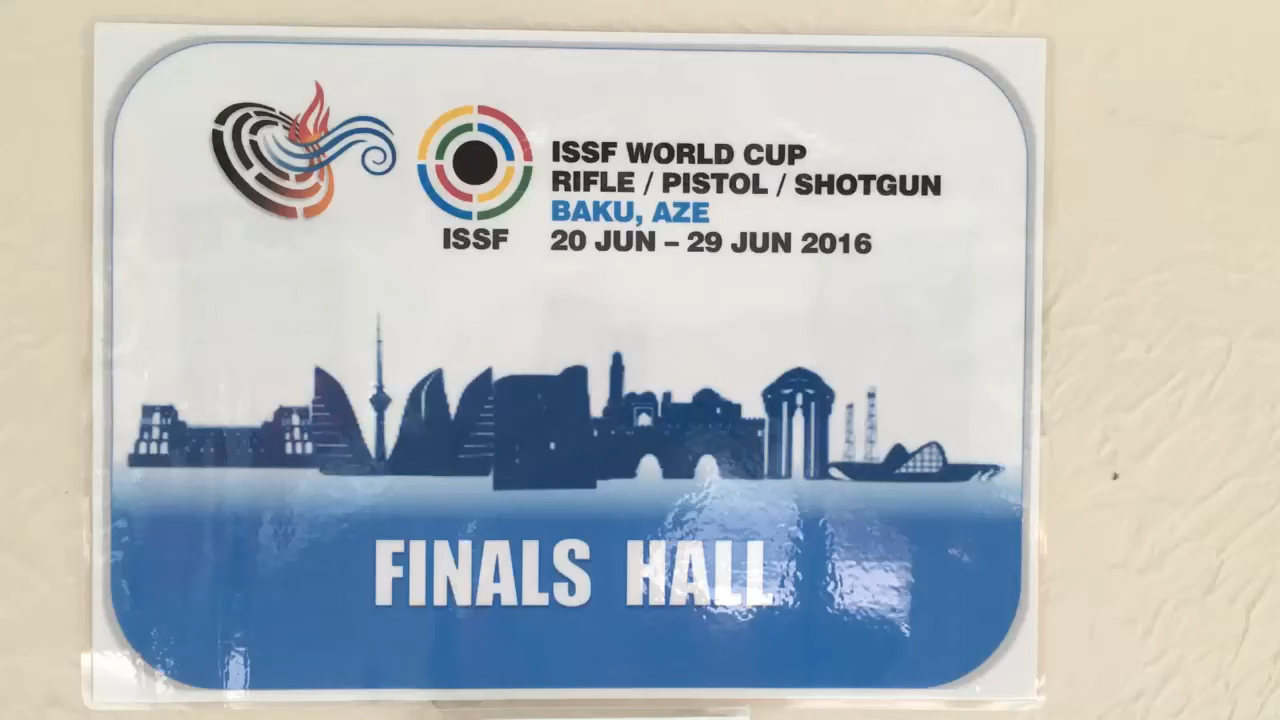 ISSF WORLD CUP
RIFLE / PISTOL / SHOTGUN
BAKU, AZE
20 JUN – 29 JUN 2016
ISSF
FINALS HALL